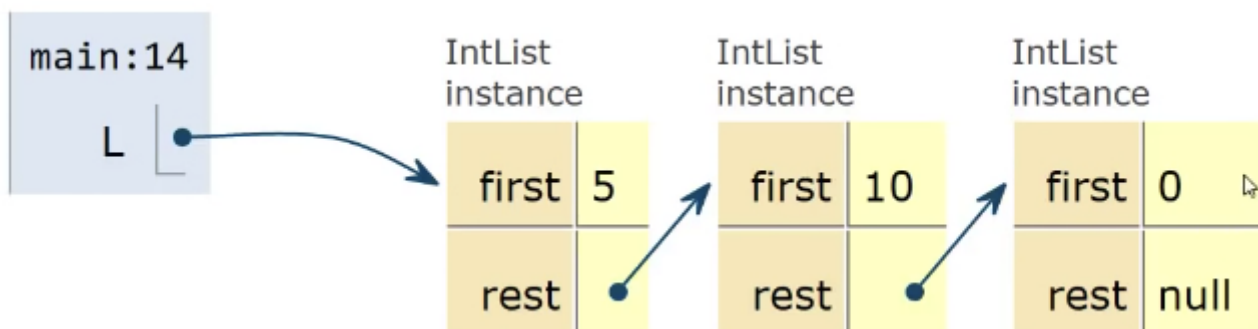 main:14
L
IntList
instance
first 5
rest
IntList
instance
first 10
rest
IntList
instance
first 0
rest null